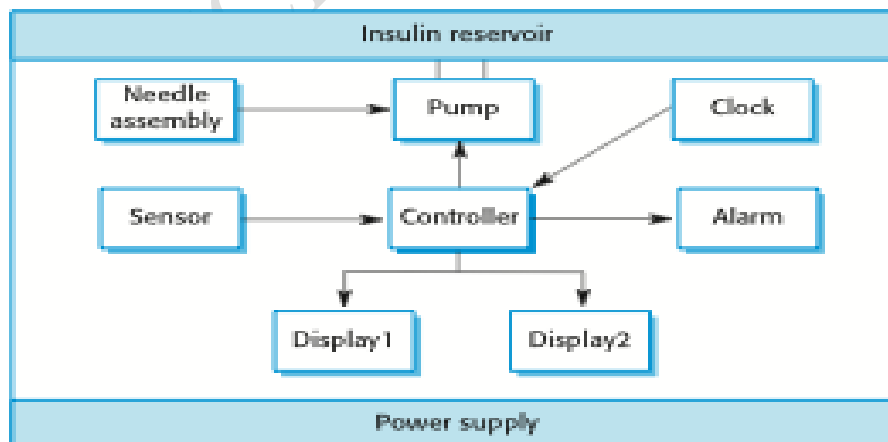 Insulin reservoir
Needle
assembly
Pump
Clock
Sensor
Controller
Alarm
Display1
Display2
Power supply